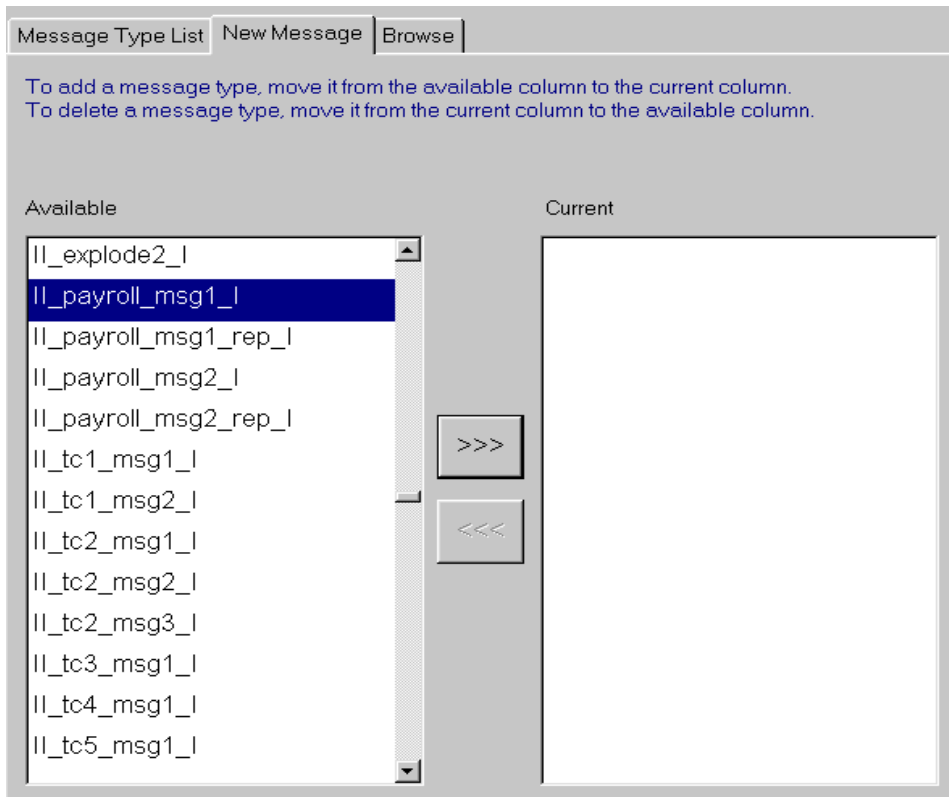 Message Type List New Message Browse
To add a message type, move it from the available column to the current column.
To delete a message type, move it from the current column to the available column.
Available Current
II_explode2_I
II_payroll_msg1_I
II_payroll_msg1_rep_I
II_payroll_msg2_I
II_payroll_msg2_rep_I
II_tc1_msg1_I
II_tc1_msg2_I
II_tc2_msg1_I
II_tc2_msg2_I
II_tc2_msg3_I
II_tc3_msg1_I
II_tc4_msg1_I
II_tc5_msg1_I
>>>
<<<